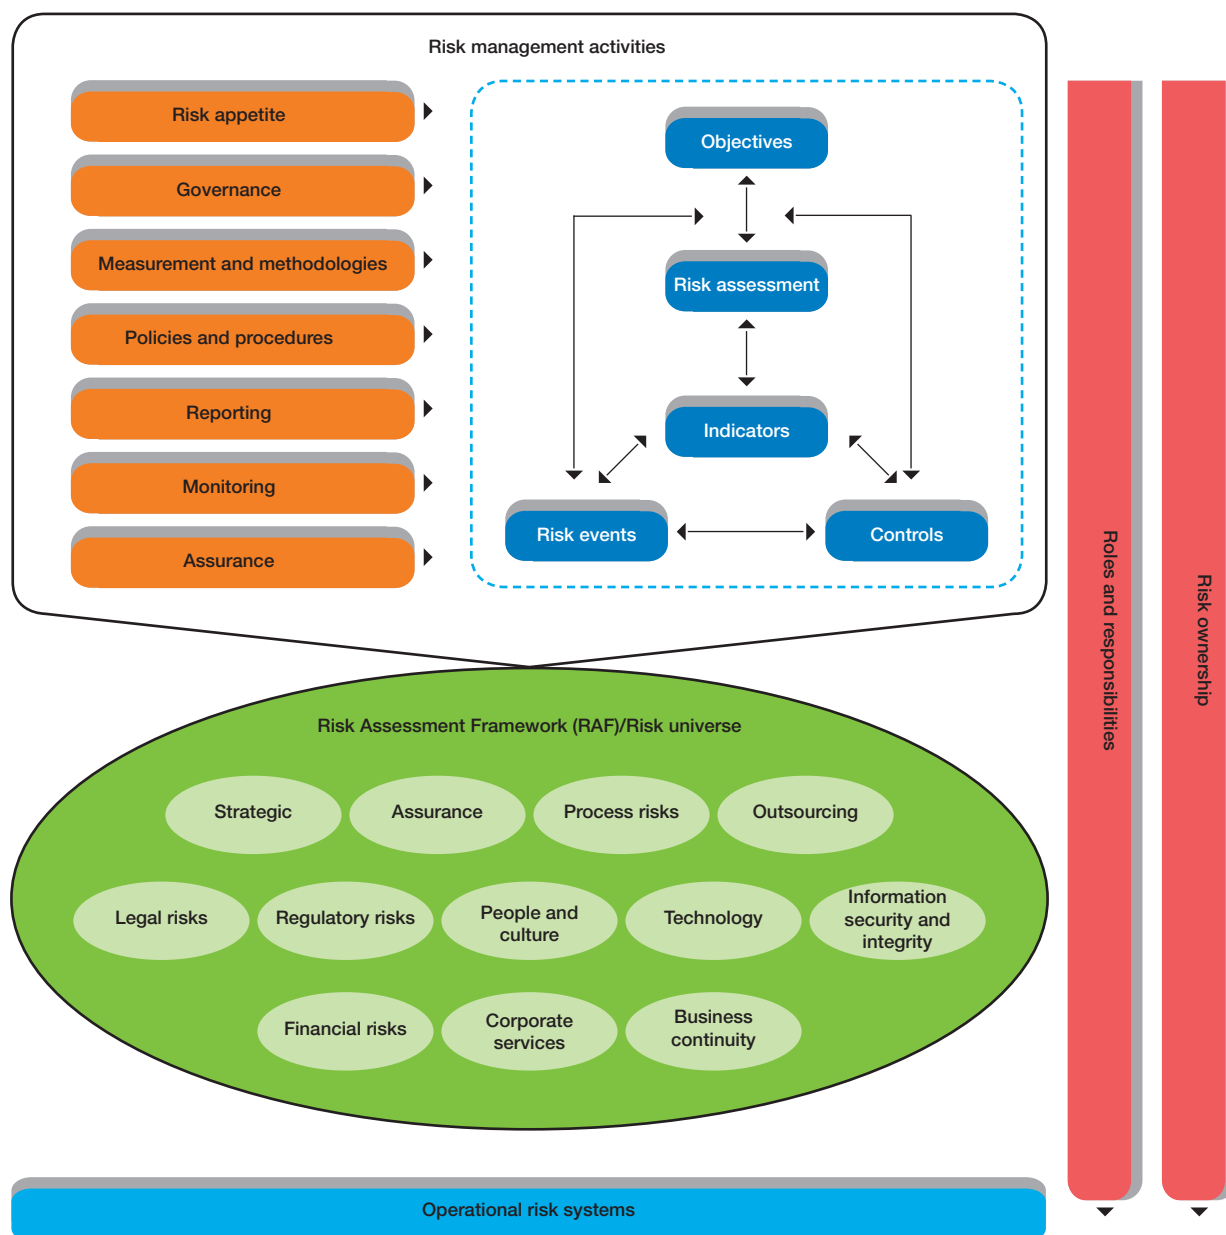 Risk management activities
Risk appetite
Governance
Measurement and methodologies
Policies and procedures
Reporting
Monitoring
Assurance
Objectives
Risk assessment
Indicators
Risk events
Controls
Risk Assessment Framework (RAF)/Risk universe
Strategic
Assurance
Process risks
Outsourcing
Legal risks
Regulatory risks
People and
culture
Technology
Information
security and
integrity
Financial risks
Corporate
services
Business
continuity
Operational risk systems
Roles and responsibilities
Risk ownership